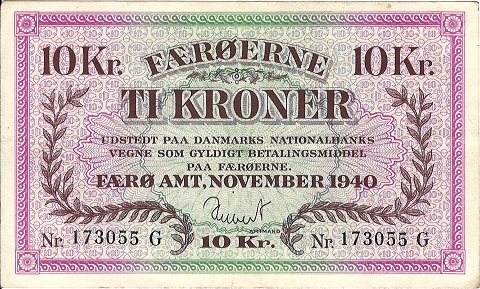 10 Kr. FÆRØERNE 10 Kr.
TI KRONER
UDSTEDT PAA DANMARKS NATIONALBANKS
VEGNE SOM GYLDIGT BETALINGSMIDDEL
PAA FÆRØERNE.
FÆRØ AMT, NOVEMBER 1940
AMTMAND
Nr. 173055 G 10 Kr. Nr. 173055 G